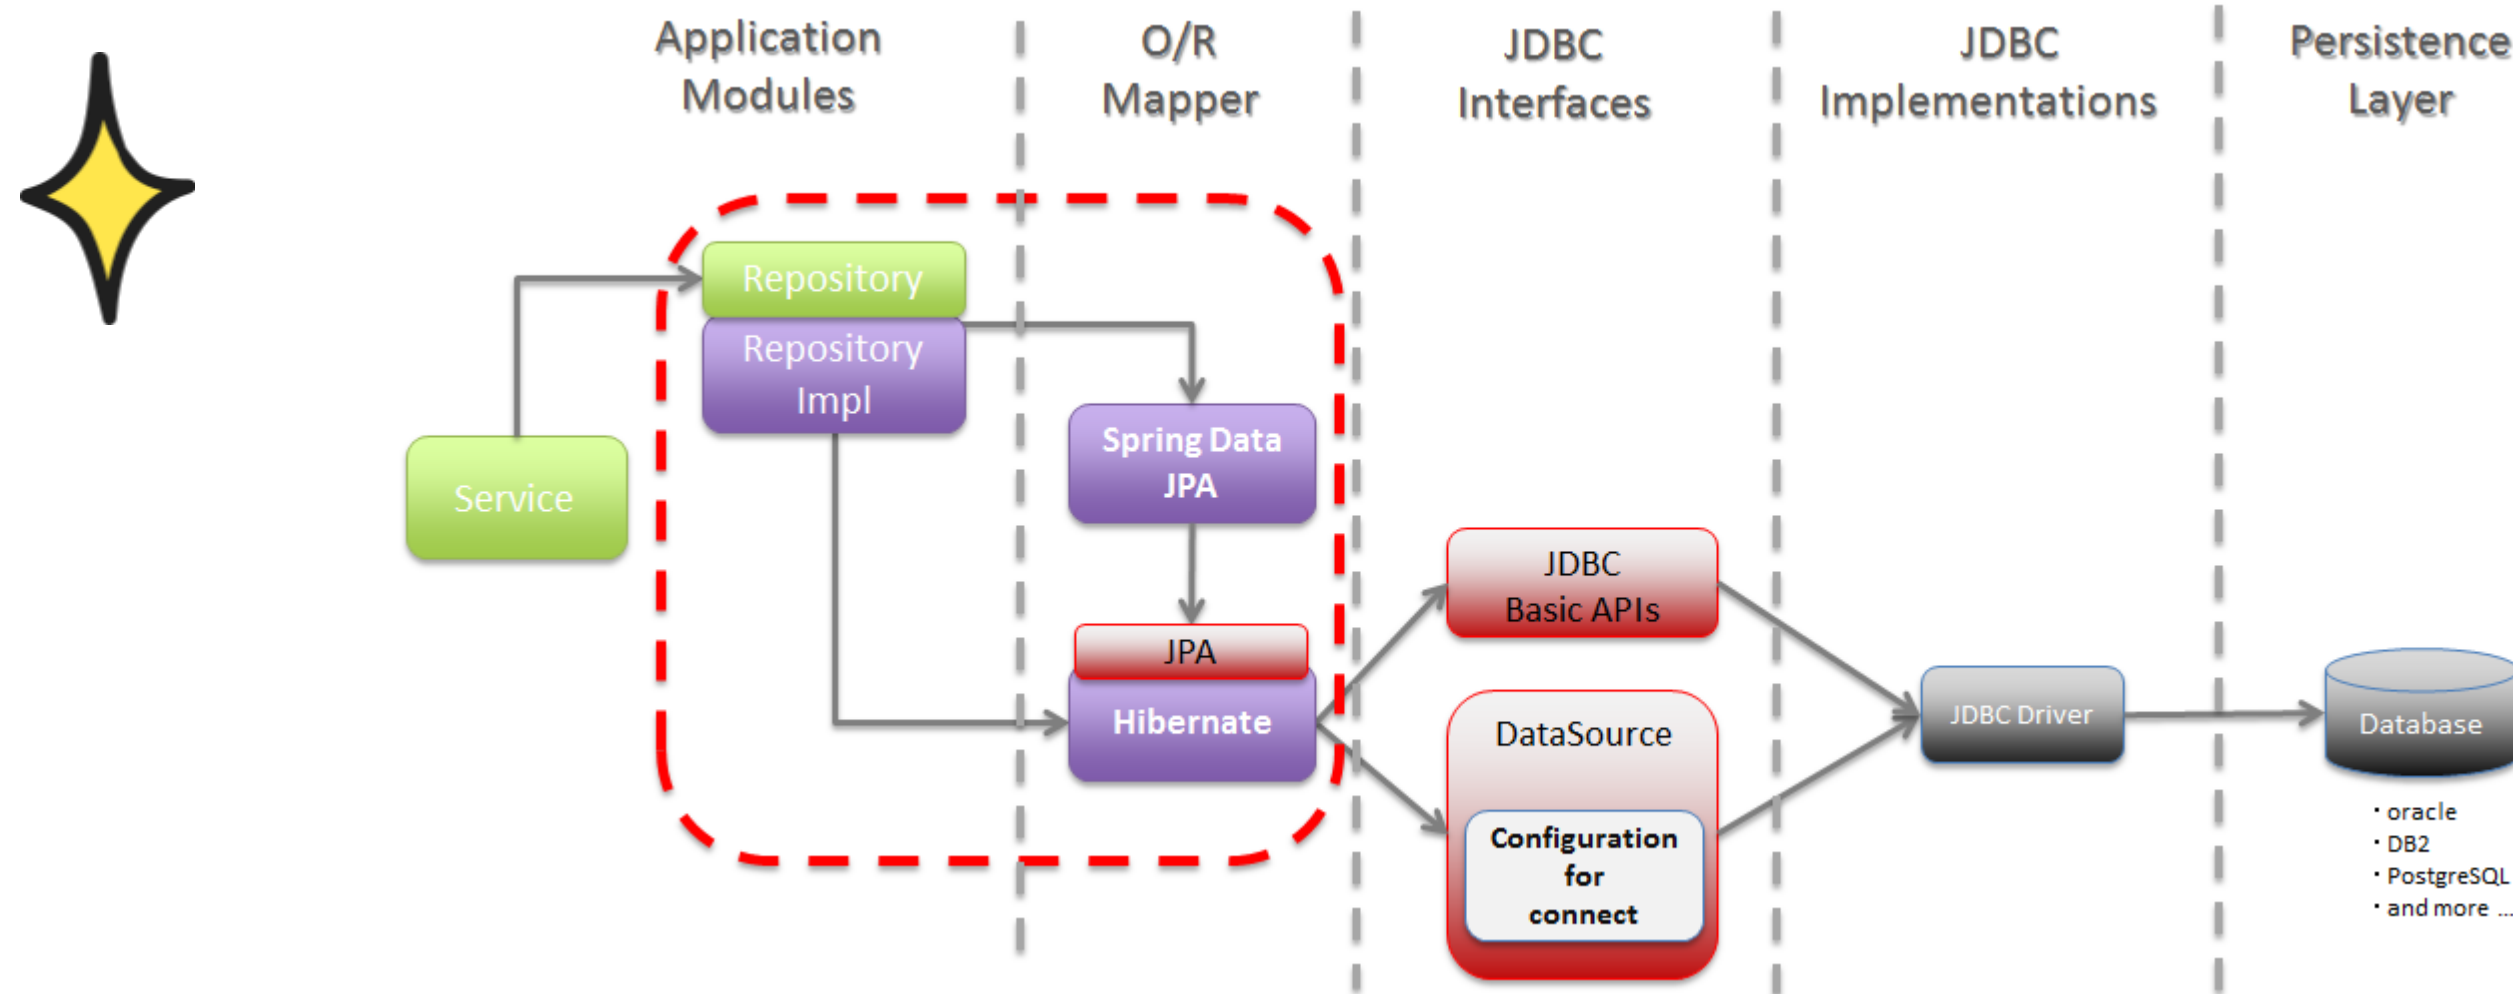 Application
Modules
O/R
Mapper
JDBC
Interfaces
JDBC
Implementations
Persistence
Layer
Repository
Repository
Impl
Service
Spring Data
JPA
JPA
Hibernate
JDBC
Basic APIs
DataSource
Configuration
for
connect
JDBC Driver
Database
・oracle
・DB2
・PostgreSQL
・and more ...